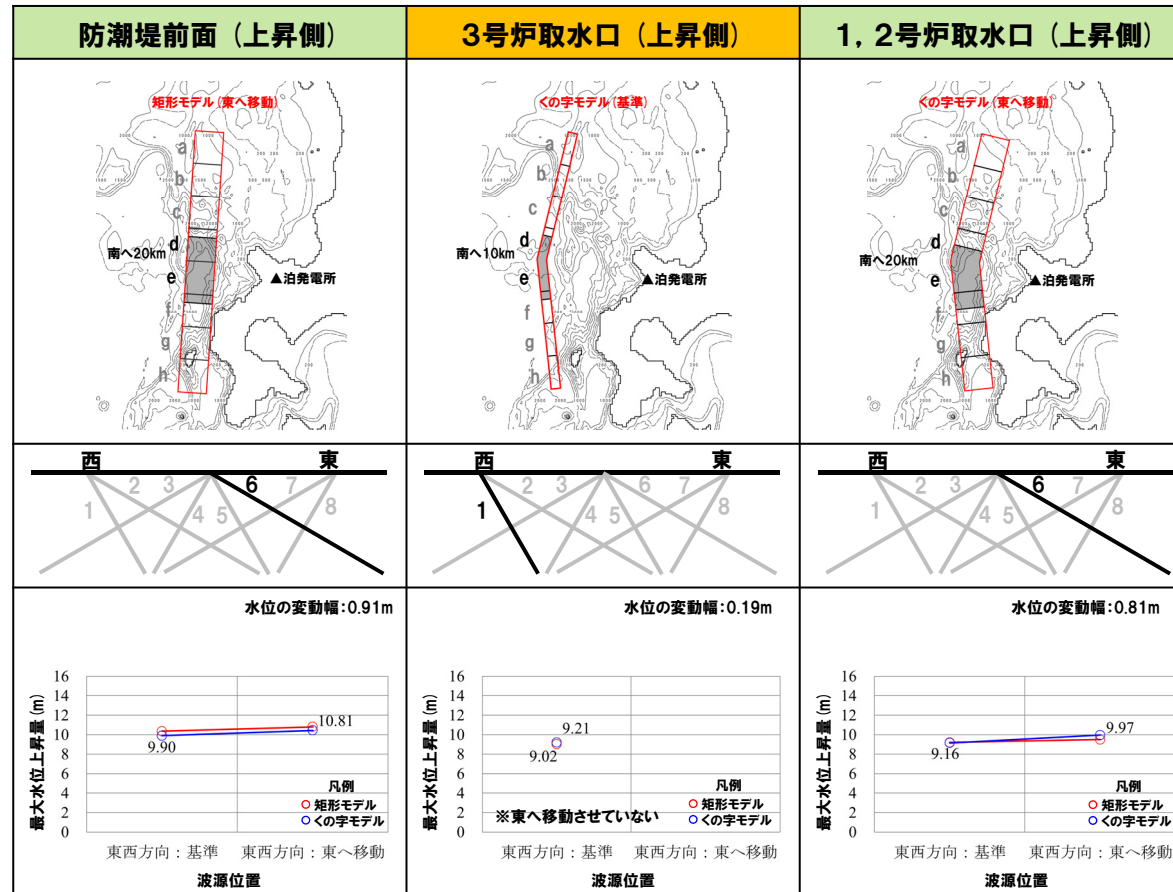 防潮堤前面（上昇側）
3号炉取水口（上昇側）
1，2号炉取水口（上昇側）
矩形モデル（東へ移動）
a
b
c
d
南へ20km
e
▲泊発電所
f
g
h
くの字モデル（基準）
a
b
c
d
南へ10km
e
▲泊発電所
f
g
h
くの字モデル（東へ移動）
a
b
c
d
南へ20km
e
▲泊発電所
f
g
h
西 東
1 2 3 4 5 6 7 8
西 東
1 2 3 4 5 6 7 8
西 東
1 2 3 4 5 6 7 8
水位の変動幅：0.91m
最大水位上昇量（m）
16
14
12
10
8
6
4
2
0
10.81
9.90
凡例
矩形モデル
くの字モデル
東西方向：基準 東西方向：東へ移動
波源位置
水位の変動幅：0.19m
最大水位上昇量（m）
16
14
12
10
8
6
4
2
0
9.21
9.02
凡例
矩形モデル
くの字モデル
※東へ移動させていない
東西方向：基準 東西方向：東へ移動
波源位置
水位の変動幅：0.81m
最大水位上昇量（m）
16
14
12
10
8
6
4
2
0
9.97
9.16
凡例
矩形モデル
くの字モデル
東西方向：基準 東西方向：東へ移動
波源位置